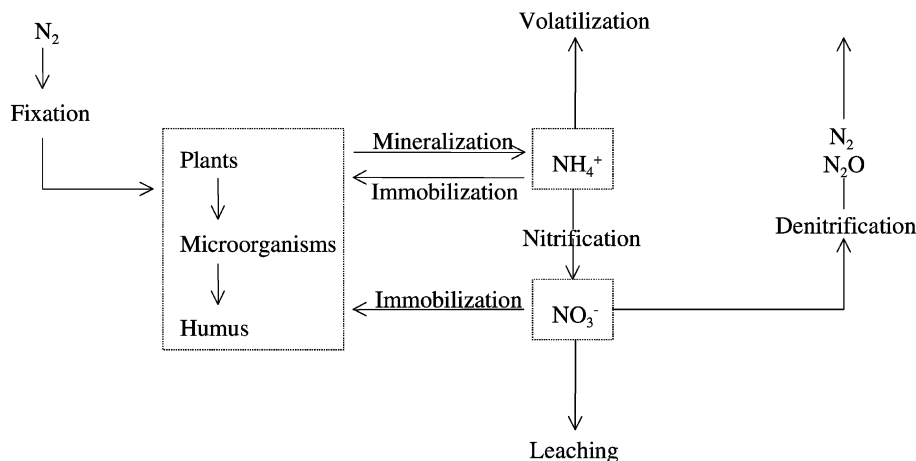 Volatilization
N₂
Fixation
Mineralization
Plants
NH₄⁺
N₂
N₂O
Immobilization
Denitrification
Microorganisms
Nitrification
Immobilization
NO₃⁻
Humus
Leaching